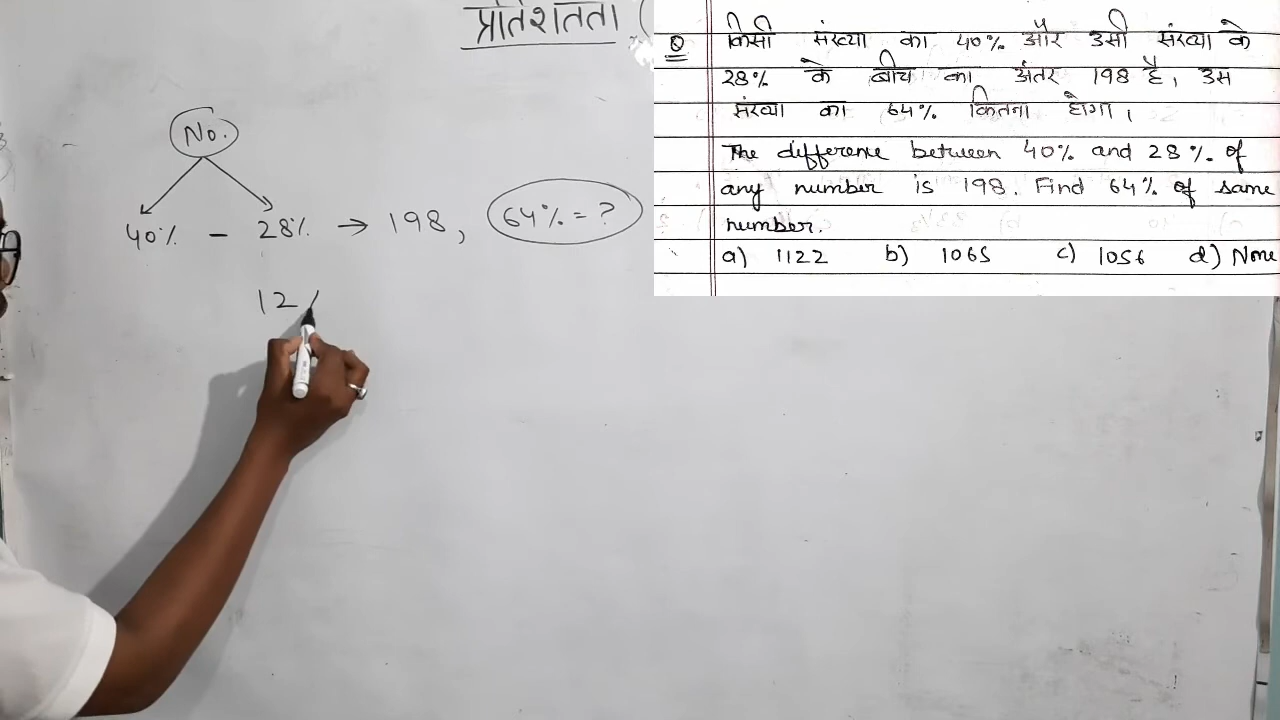 प्रतिशतता (
No.
40% - 28% → 198, 64% = ?
12
Q किसी संख्या का 40% और उसी संख्या के
28% के बीच का अंतर 198 है, उस
संख्या का 64% कितना होगा।
The difference between 40% and 28% of
any number is 198. Find 64% of same
number.
a) 1122 b) 1065 c) 1056 d) None